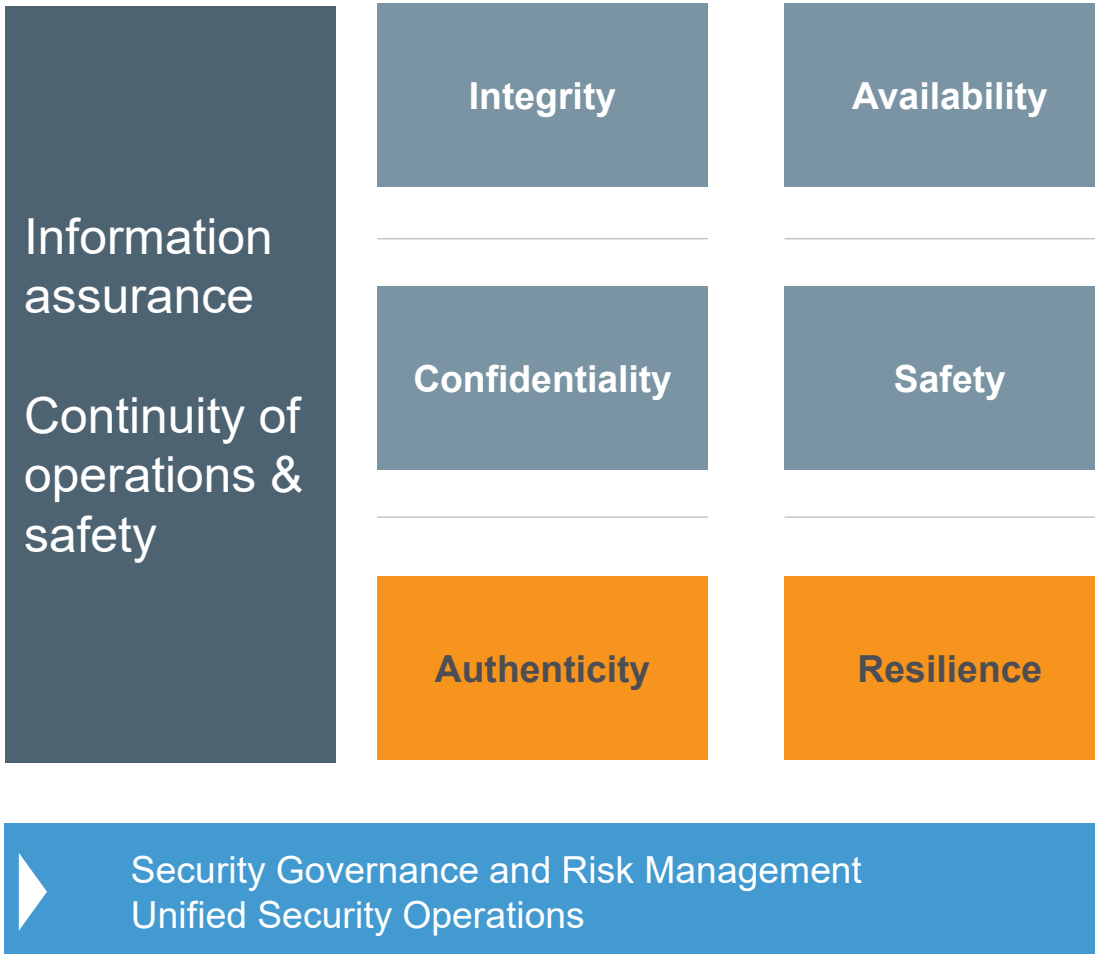 Information
assurance
Continuity of
operations &
safety
Integrity
Availability
Confidentiality
Safety
Authenticity
Resilience
Security Governance and Risk Management
Unified Security Operations